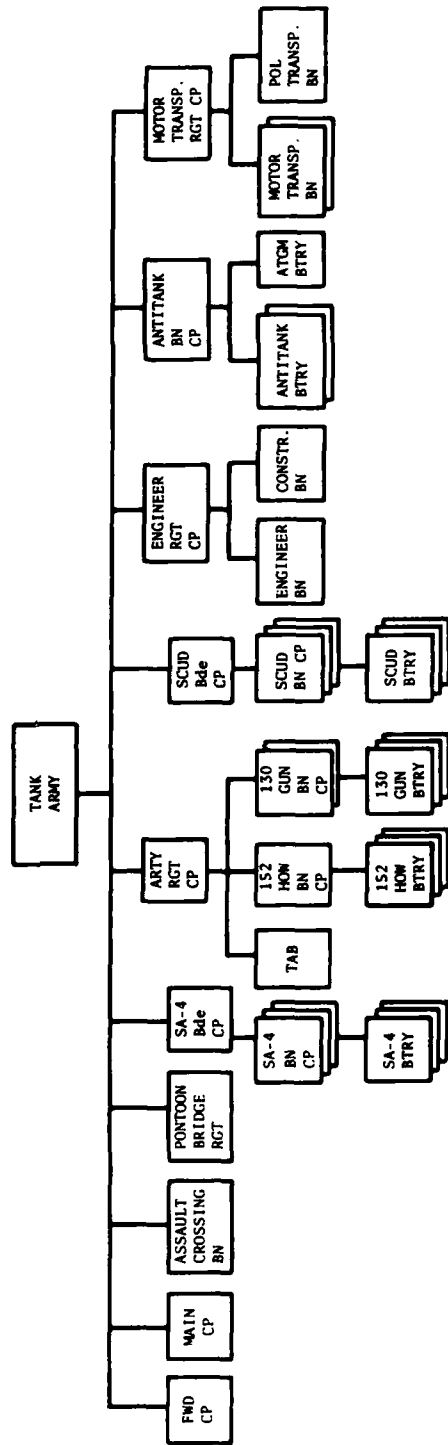 TANK
ARMY
FWD
CP
MAIN
CP
ASSAULT
CROSSING
BN
PONTOON
BRIDGE
RGT
SA-4
Bde
CP
SA-4
BN
CP
SA-4
BTRY
ARTY
RGT
CP
TAB
152
HOW
BN
CP
152
HOW
BTRY
130
GUN
BN
CP
130
GUN
BTRY
SCUD
Bde
CP
SCUD
BN CP
SCUD
BTRY
ENGINEER
RGT
CP
ENGINEER
BN
CONSTR.
BN
ANTITANK
BN
CP
ANTITANK
BTRY
ATGM
BTRY
MOTOR
TRANSP.
RGT CP
MOTOR
TRANSP.
BN
POL
TRANSP.
BN